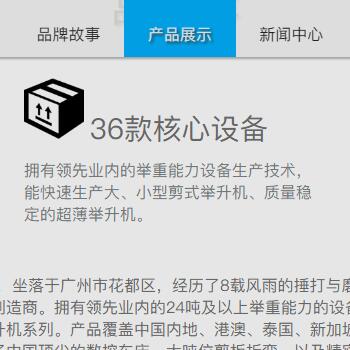 品牌故事 产品展示 新闻中心
36款核心设备
拥有领先业内的举重能力设备生产技术，
能快速生产大、小型剪式举升机、质量稳
定的超薄举升机。
坐落于广州市花都区，经历了8载风雨的捶打与磨
制造商。拥有领先业内的24吨及以上举重能力的设
升机系列。产品覆盖中国内地、港澳、泰国、新加坡